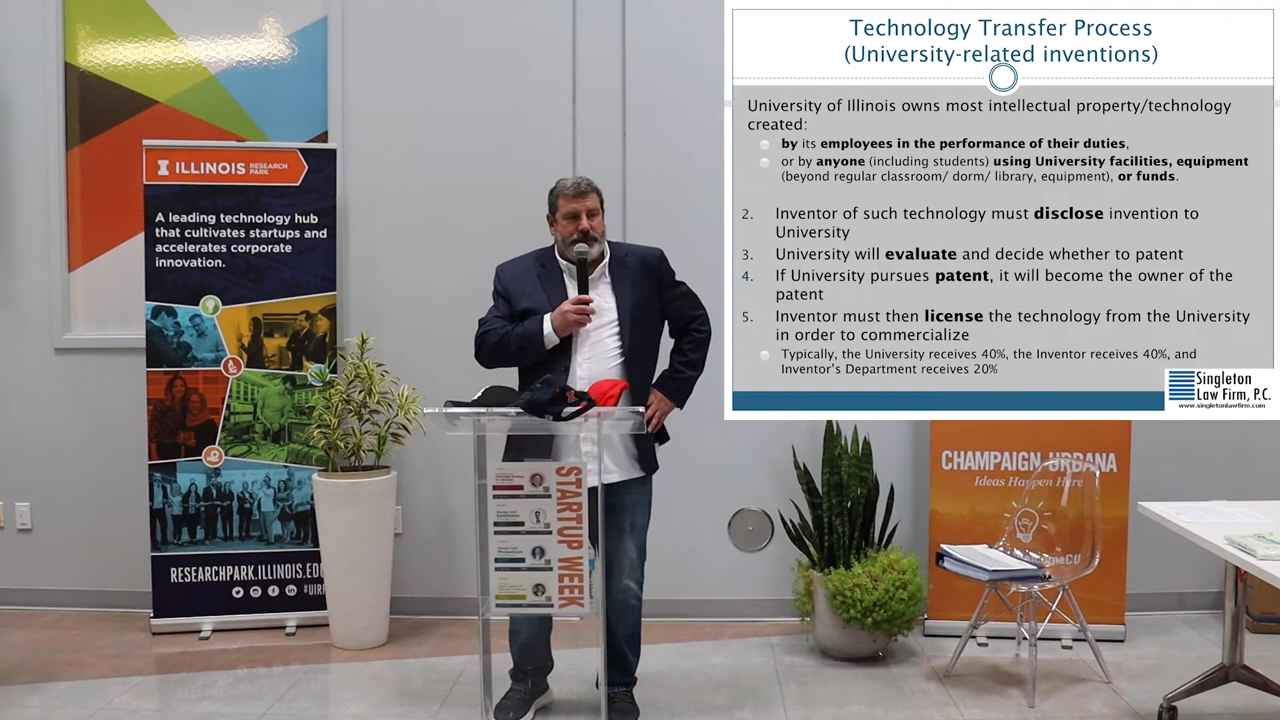 Technology Transfer Process
(University-related inventions)
University of Illinois owns most intellectual property/technology
created:
by its employees in the performance of their duties,
or by anyone (including students) using University facilities, equipment
(beyond regular classroom/ dorm/ library, equipment), or funds.
2. Inventor of such technology must disclose invention to
University
3. University will evaluate and decide whether to patent
4. If University pursues patent, it will become the owner of the
patent
5. Inventor must then license the technology from the University
in order to commercialize
Typically, the University receives 40%, the Inventor receives 40%, and
Inventor's Department receives 20%
Singleton
Law Firm, P.C.
www.singletonlawfirm.com
I ILLINOIS RESEARCH
PARK
A leading technology hub
that cultivates startups and
accelerates corporate
innovation.
RESEARCHPARK.ILLINOIS.EDU
#UIRP
STARTUP WEEK
CHAMPAIGN URBANA
Ideas Happen Here